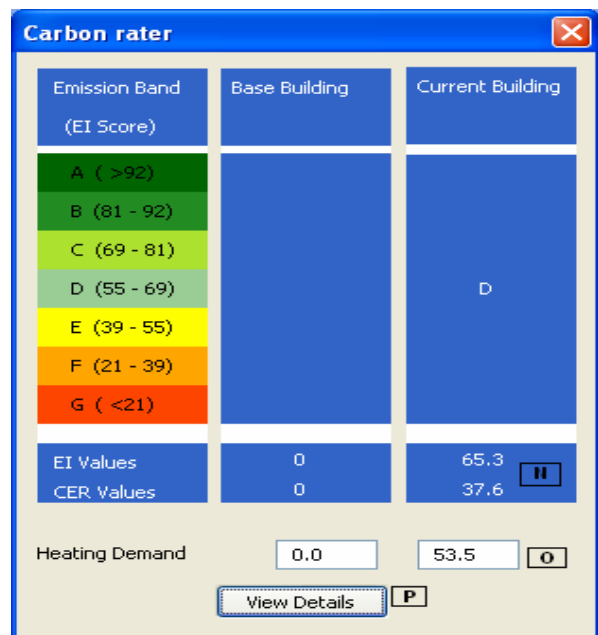 Carbon rater
Emission Band
(EI Score)
Base Building
Current Building
A ( >92)
B (81 - 92)
C (69 - 81)
D (55 - 69)
D
E (39 - 55)
F (21 - 39)
G ( <21)
EI Values 0 65.3
N
CER Values 0 37.6
Heating Demand 0.0 53.5 O
View Details P